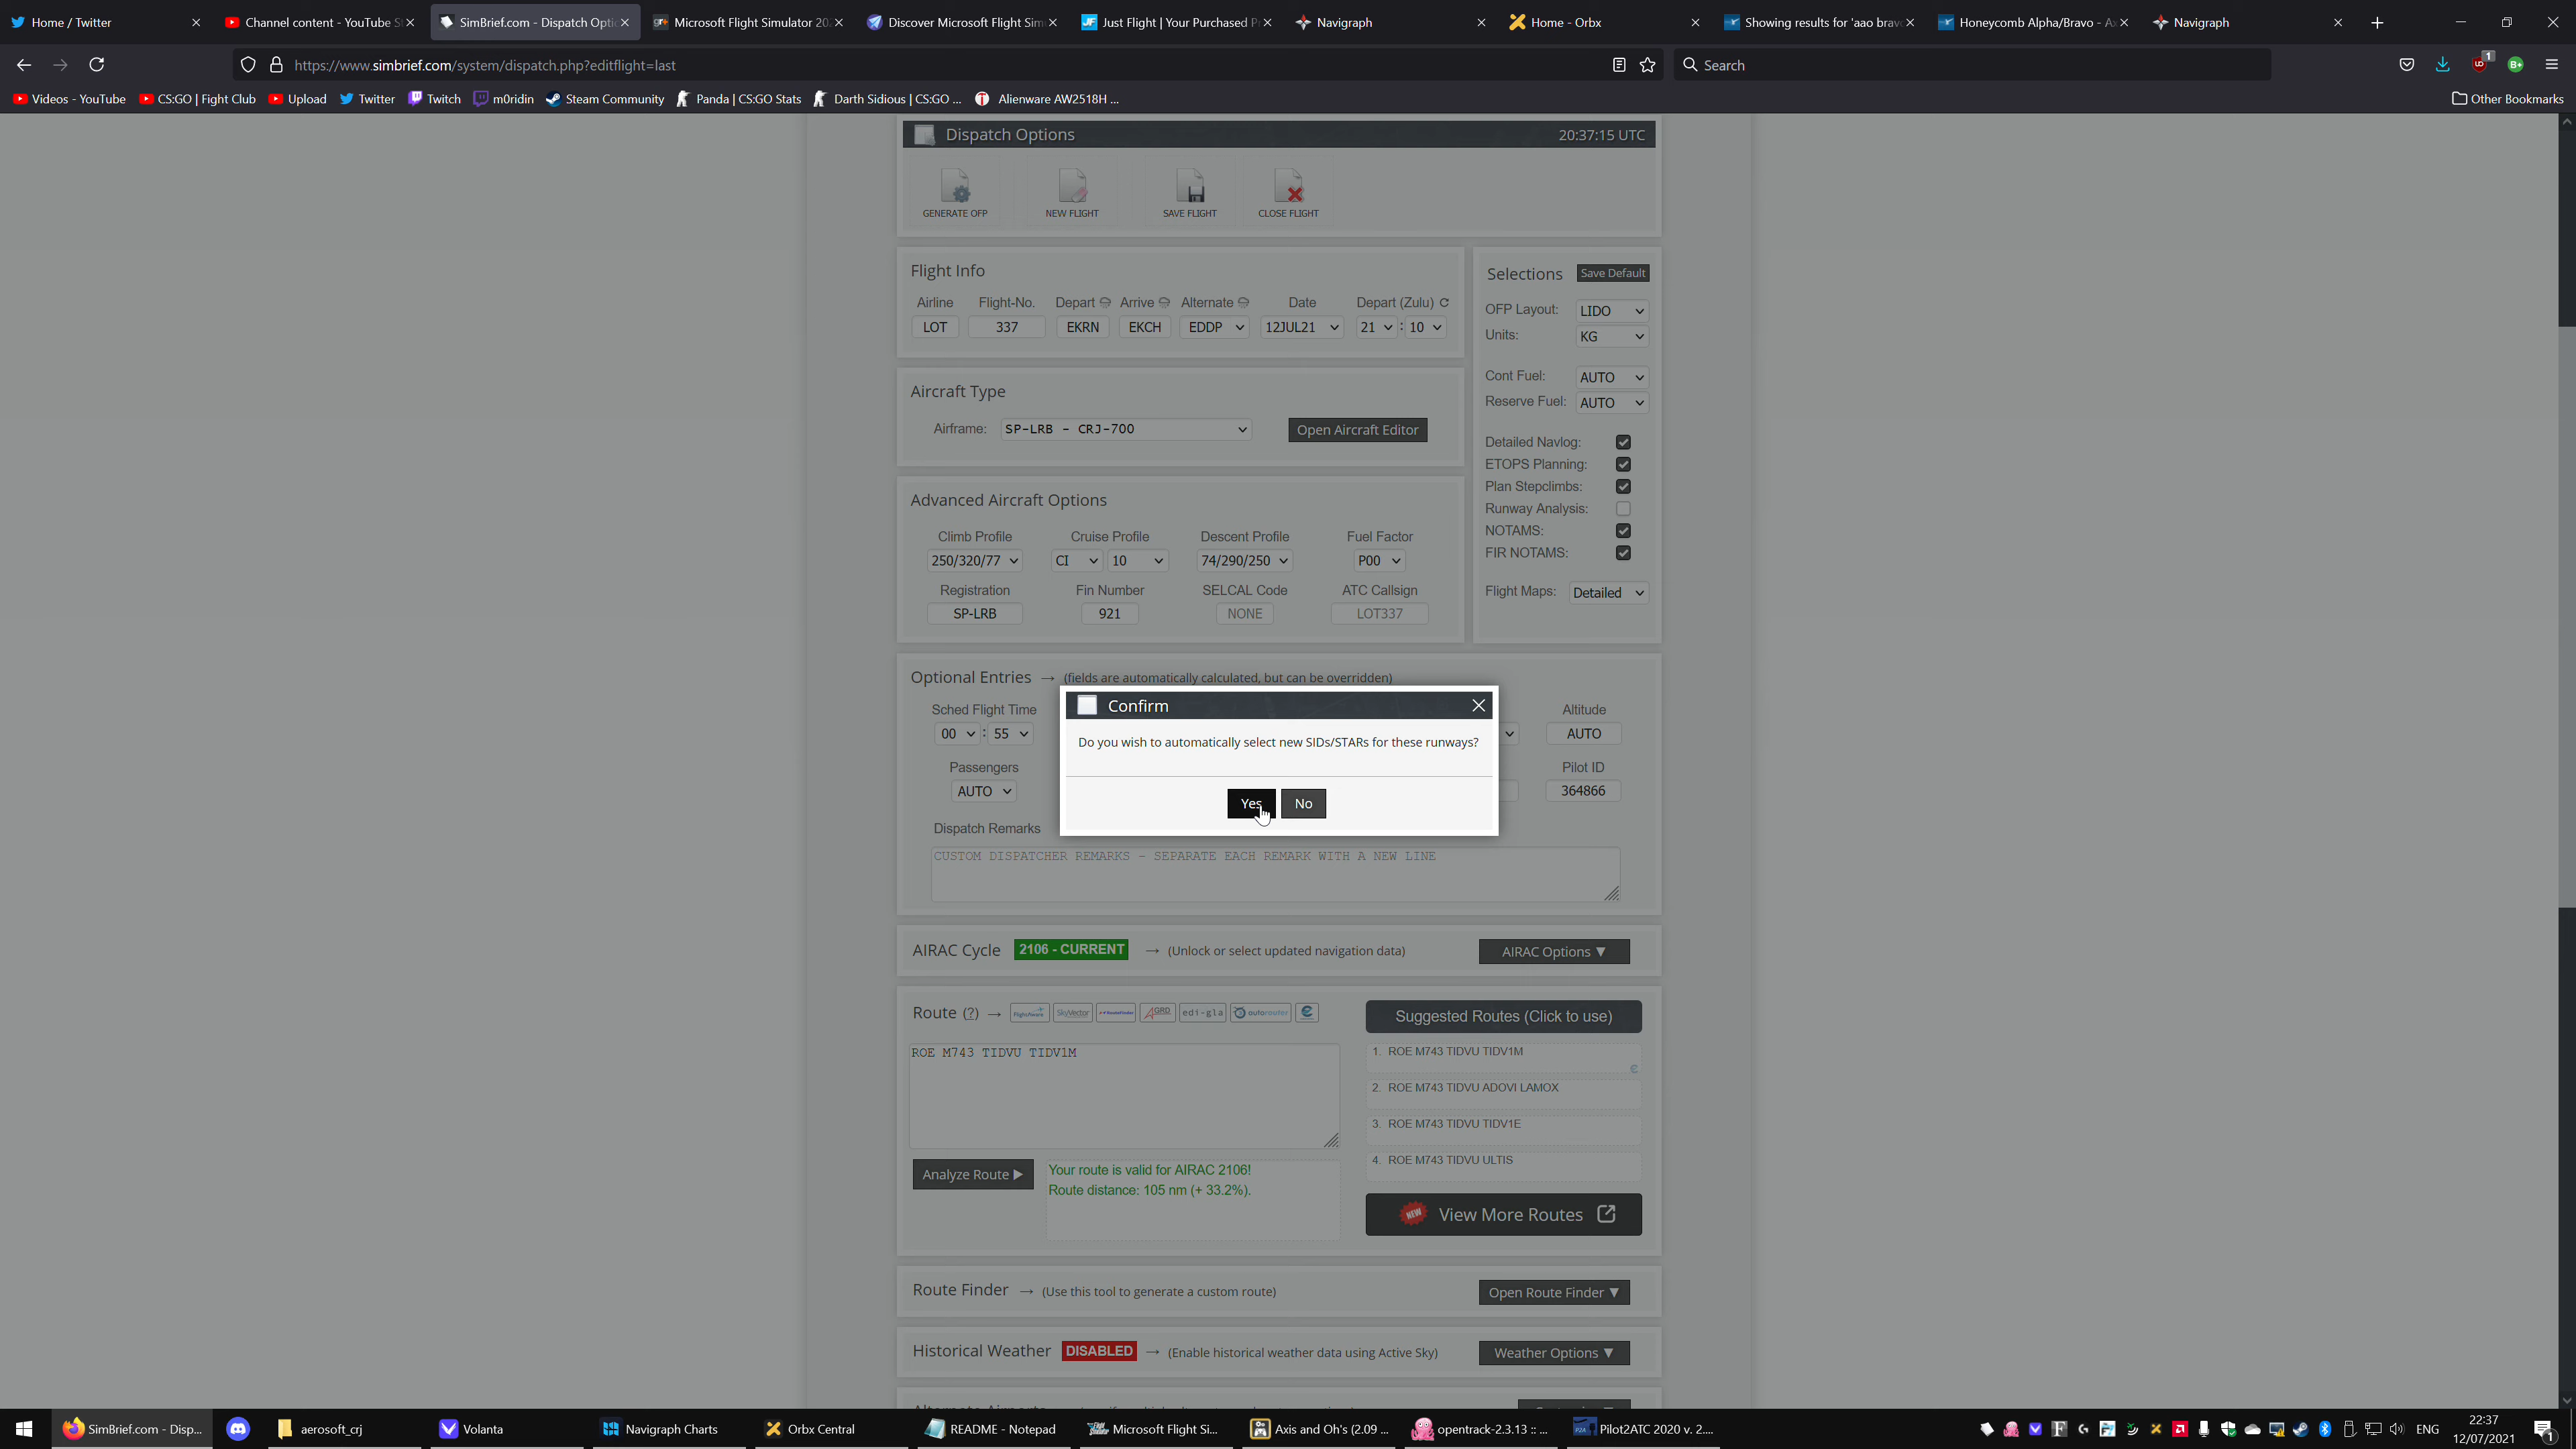 Home / Twitter
Channel content - YouTube St
SimBrief.com - Dispatch Optio
Microsoft Flight Simulator 20
Discover Microsoft Flight Sim
Just Flight | Your Purchased P
Navigraph
Home - Orbx
Showing results for 'aao bravo
Honeycomb Alpha/Bravo - A
Navigraph
https://www.simbrief.com/system/dispatch.php?editflight=last
Search
1
B+
Videos - YouTube
CS:GO | Fight Club
Upload
Twitter
Twitch
m0ridin
Steam Community
Panda | CS:GO Stats
Darth Sidious | CS:GO ...
Alienware AW2518H ...
Other Bookmarks
Dispatch Options
20:37:15 UTC
GENERATE OFP
NEW FLIGHT
SAVE FLIGHT
CLOSE FLIGHT
Flight Info
Airline Flight-No. Depart Arrive Alternate Date Depart (Zulu)
LOT 337 EKRN EKCH EDDP 12JUL21 21 : 10
Selections
Save Default
OFP Layout: LIDO
Units: KG
Cont Fuel: AUTO
Reserve Fuel: AUTO
Detailed Navlog:
ETOPS Planning:
Plan Stepclimbs:
Runway Analysis:
NOTAMS:
FIR NOTAMS:
Flight Maps: Detailed
Aircraft Type
Airframe: SP-LRB - CRJ-700
Open Aircraft Editor
Advanced Aircraft Options
Climb Profile Cruise Profile Descent Profile Fuel Factor
250/320/77 CI 10 74/290/250 P00
Registration Fin Number SELCAL Code ATC Callsign
SP-LRB 921 NONE LOT337
Optional Entries → (fields are automatically calculated, but can be overridden)
Sched Flight Time
00 : 55
Altitude
AUTO
Passengers
AUTO
Pilot ID
364866
Confirm
Do you wish to automatically select new SIDs/STARs for these runways?
Yes
No
Dispatch Remarks
CUSTOM DISPATCHER REMARKS - SEPARATE EACH REMARK WITH A NEW LINE
AIRAC Cycle 2106 - CURRENT → (Unlock or select updated navigation data)
AIRAC Options ▼
Route (?) → FlightAware SkyVector RouteFinder GRD edi-gla autorouter
ROE M743 TIDVU TIDV1M
Suggested Routes (Click to use)
1. ROE M743 TIDVU TIDV1M
2. ROE M743 TIDVU ADOVI LAMOX
3. ROE M743 TIDVU TIDV1E
4. ROE M743 TIDVU ULTIS
Analyze Route ▶
Your route is valid for AIRAC 2106!
Route distance: 105 nm (+ 33.2%).
NEW View More Routes
Route Finder → (Use this tool to generate a custom route)
Open Route Finder ▼
Historical Weather DISABLED → (Enable historical weather data using Active Sky)
Weather Options ▼
SimBrief.com - Disp...
aerosoft_crj
Volanta
Navigraph Charts
Orbx Central
README - Notepad
Microsoft Flight Si...
Axis and Oh's (2.09 ...
opentrack-2.3.13 :: ...
Pilot2ATC 2020 v. 2....
ENG
22:37
12/07/2021
1